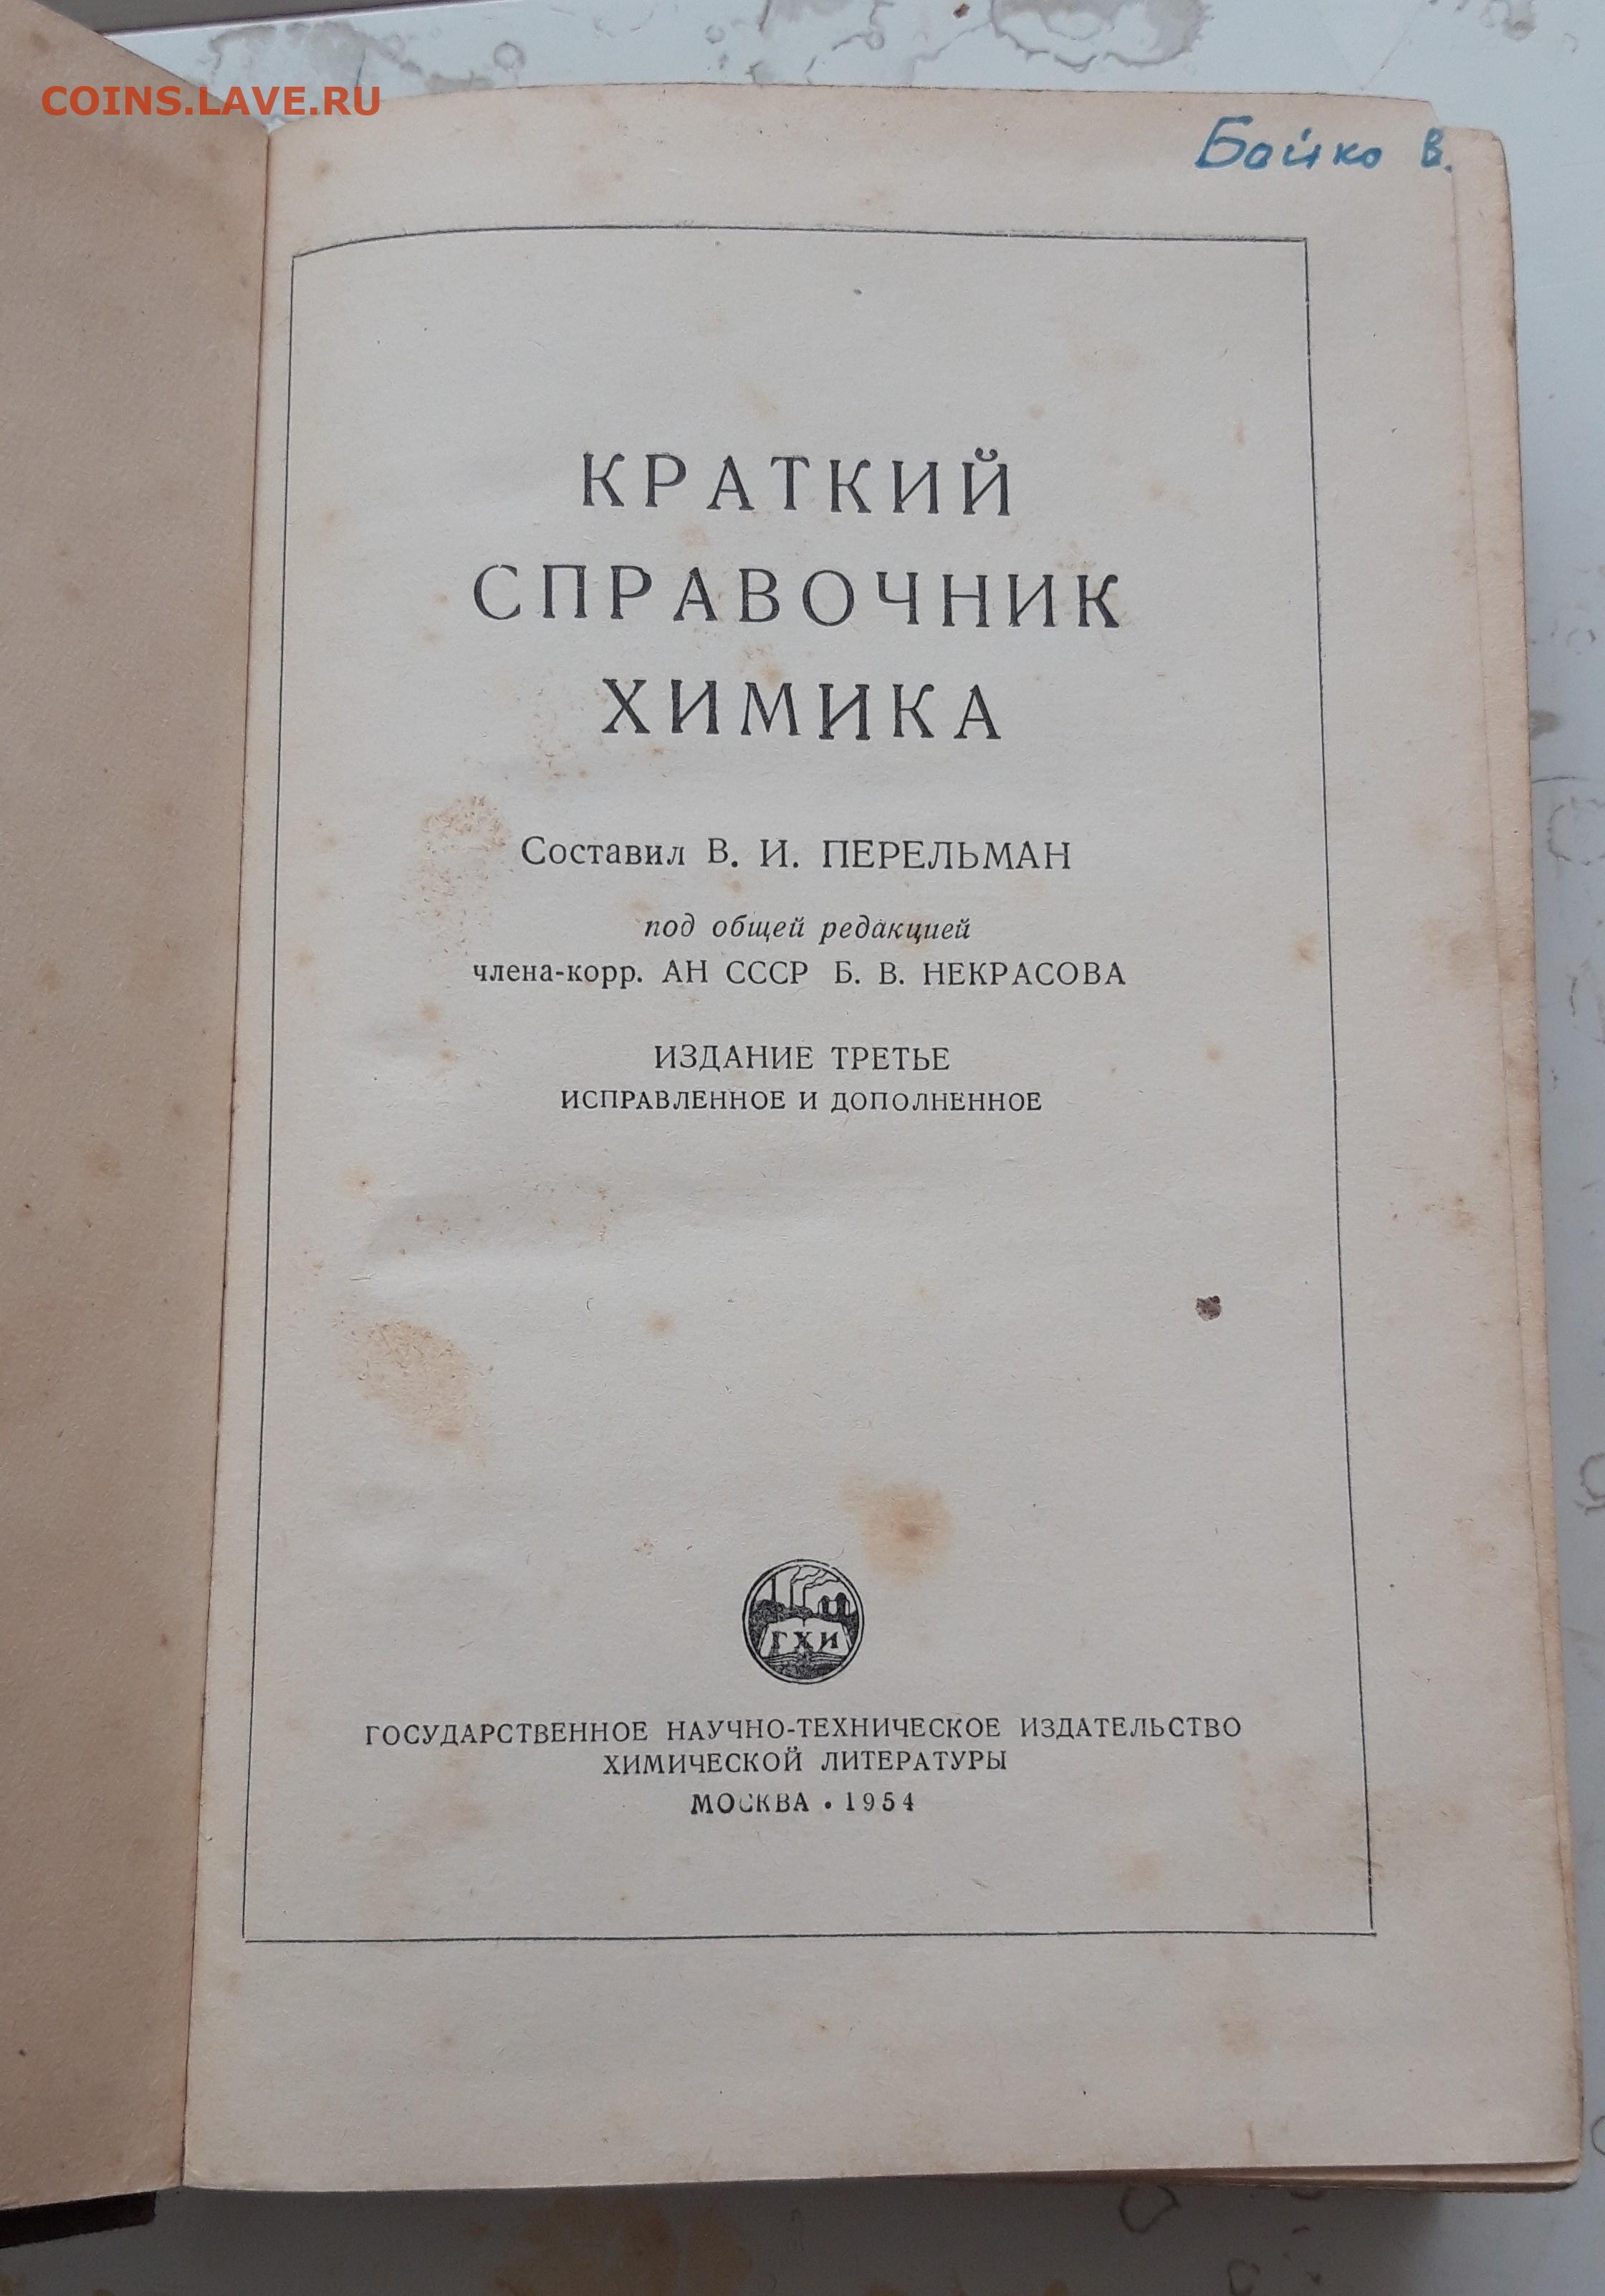 COINS.LAVE.RU
Бойко В.
КРАТКИЙ
СПРАВОЧНИК
ХИМИКА
Составил В. И. ПЕРЕЛЬМАН
под общей редакцией
члена-корр. АН СССР Б. В. НЕКРАСОВА
ИЗДАНИЕ ТРЕТЬЕ
ИСПРАВЛЕННОЕ И ДОПОЛНЕННОЕ
ГХИ
ГОСУДАРСТВЕННОЕ НАУЧНО-ТЕХНИЧЕСКОЕ ИЗДАТЕЛЬСТВО
ХИМИЧЕСКОЙ ЛИТЕРАТУРЫ
МОСКВА • 1954